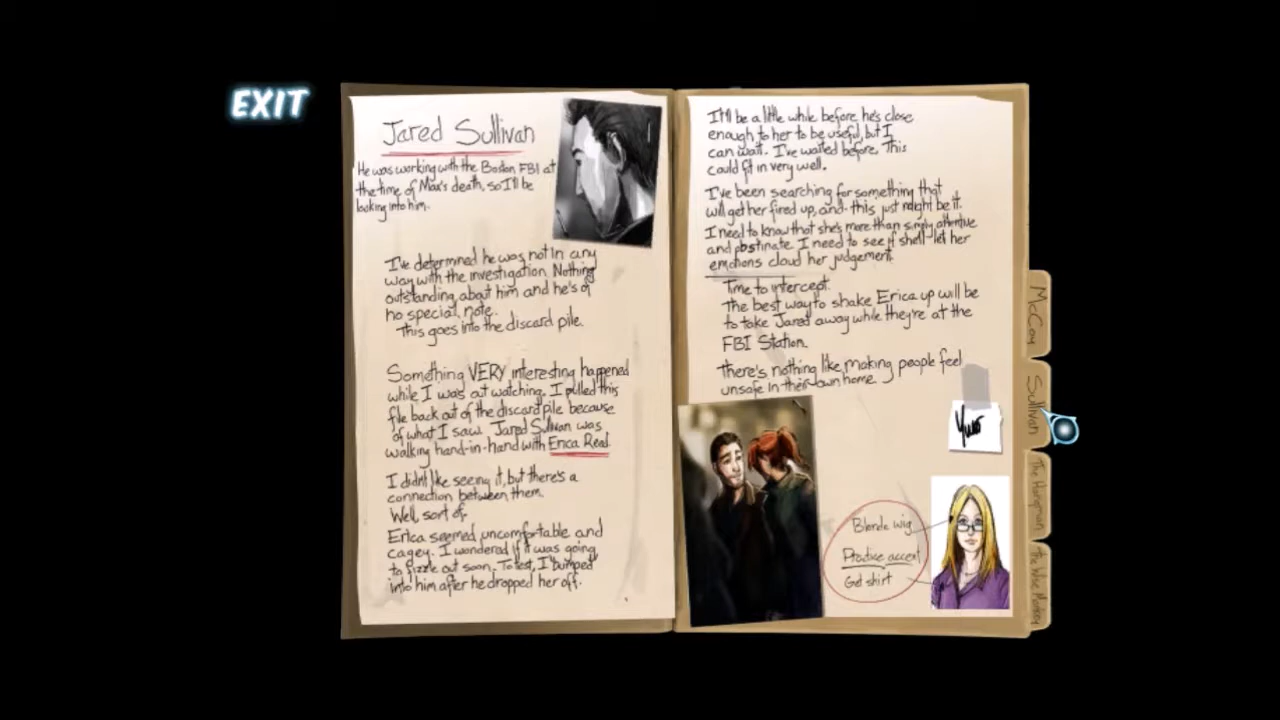 EXIT
Jared Sullivan
He was working with the Boston FBI at
the time of Max's death, so I'll be
looking into him.
I've determined he was not in any
way with the investigation. Nothing
outstanding about him and he's of
no special note.
This goes into the discard pile.
Something VERY interesting happened
while I was out watching. I pulled this
file back out of the discard pile because
of what I saw. Jared Sullivan was
walking hand-in-hand with Erica Reed.
I didn't like seeing it, but there's a
connection between them.
Well, sort of.
Erica seemed uncomfortable and
cagey. I wondered if it was going
to fizzle out soon. To test, I bumped
into him after he dropped her off.
It'll be a little while before he's close
enough to her to be useful, but I
can wait. I've waited before. This
could fit in very well.
I've been searching for something that
will get her fired up, and this just might be it.
I need to know that she's more than simply attentive
and obstinate. I need to see if she'll let her
emotions cloud her judgement.
Time to intercept.
The best way to shake Erica up will be
to take Jared away while they're at the
FBI Station.
There's nothing like making people feel
unsafe in their own home.
Blonde wig
Practice accent
Get shirt
McCoy
Sullivan
The Hangman
The Wise Monkey